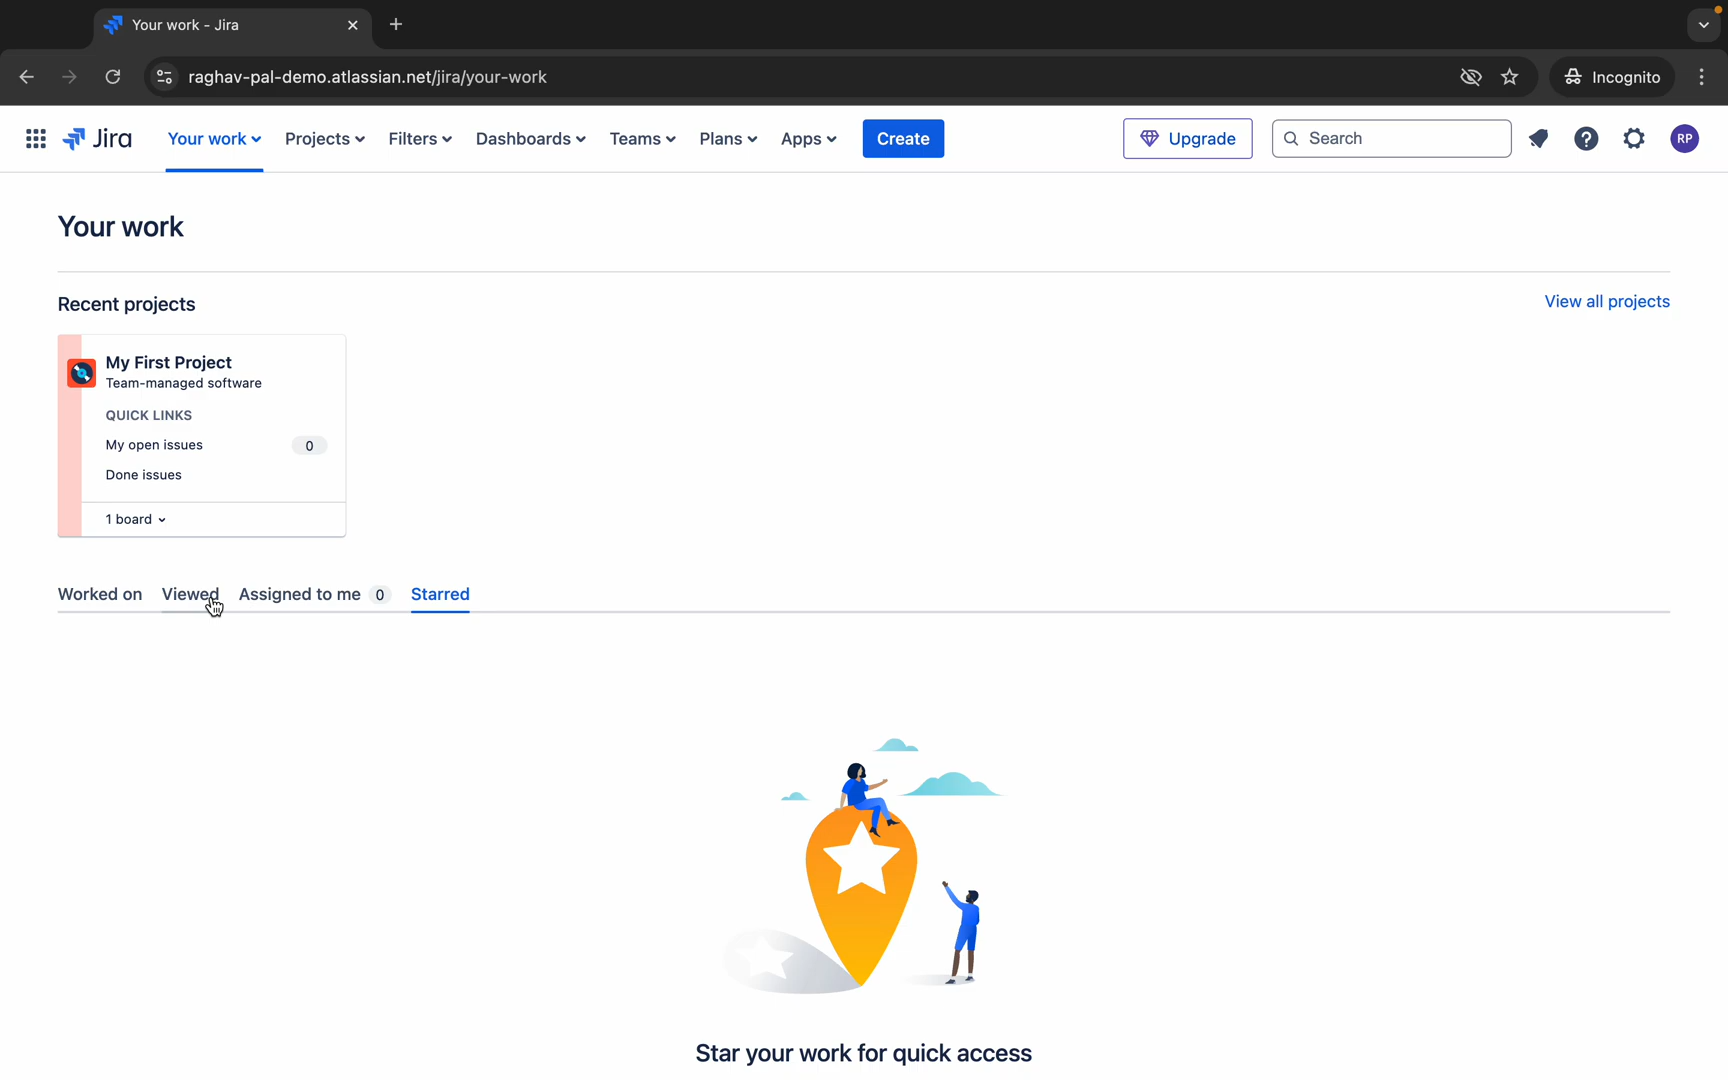 Your work - Jira
raghav-pal-demo.atlassian.net/jira/your-work
Incognito
Jira Your work Projects Filters Dashboards Teams Plans Apps Create Upgrade Search RP
Your work
Recent projects View all projects
My First Project
Team-managed software
QUICK LINKS
My open issues 0
Done issues
1 board
Worked on Viewed Assigned to me 0 Starred
Star your work for quick access